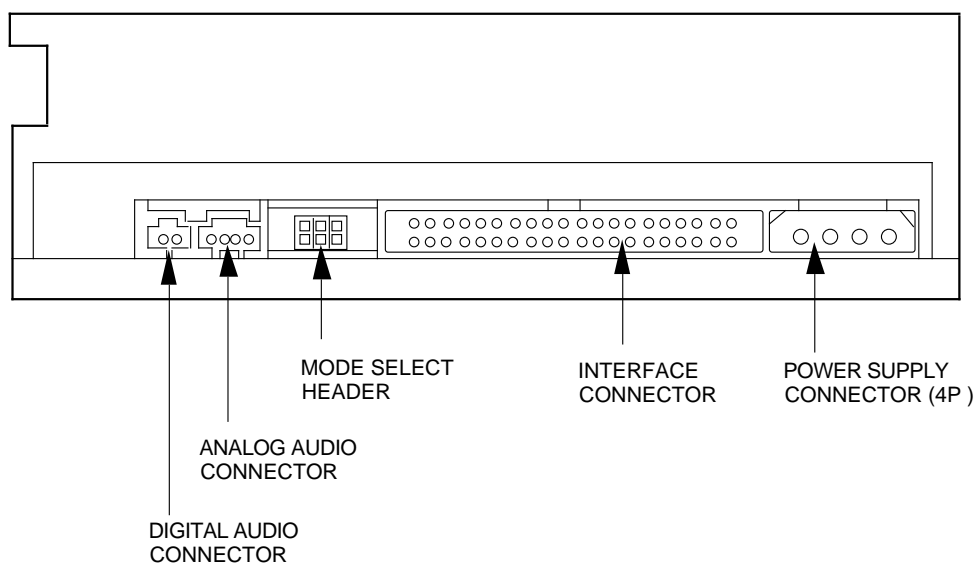 MODE SELECT
HEADER
INTERFACE
CONNECTOR
POWER SUPPLY
CONNECTOR (4P )
ANALOG AUDIO
CONNECTOR
DIGITAL AUDIO
CONNECTOR